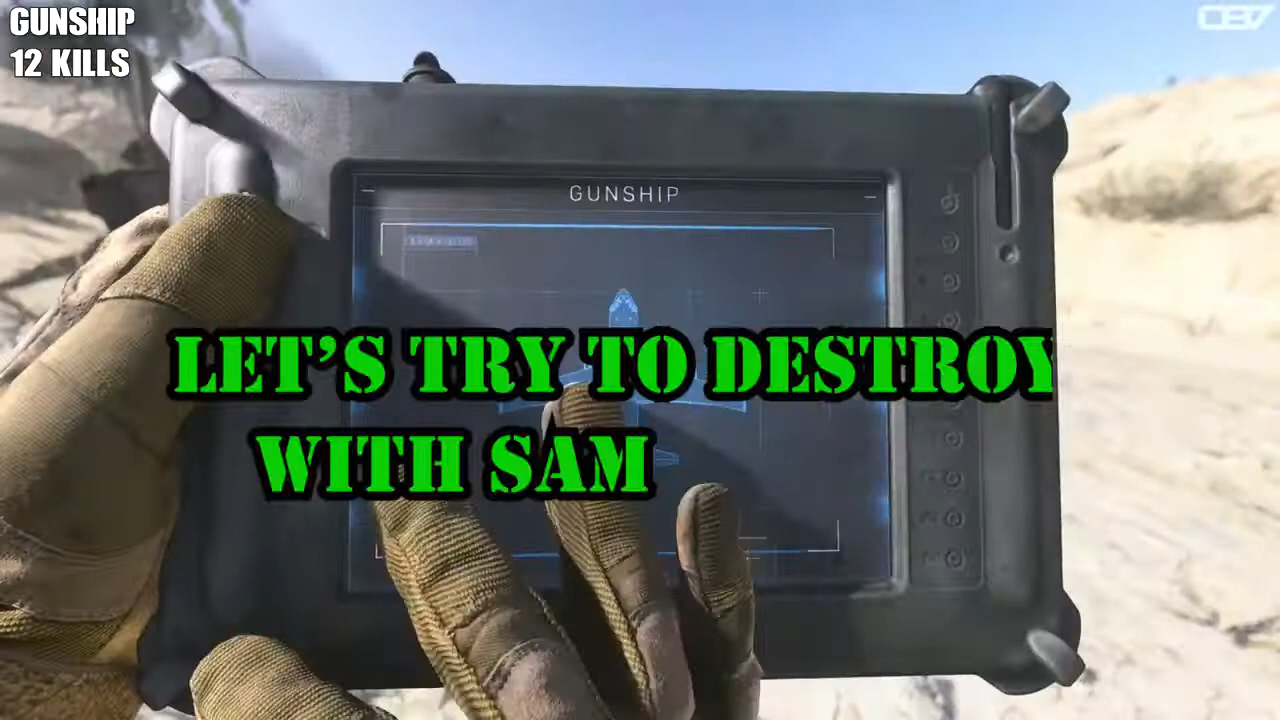 GUNSHIP
12 KILLS
GUNSHIP
LET'S TRY TO DESTROY
WITH SAM